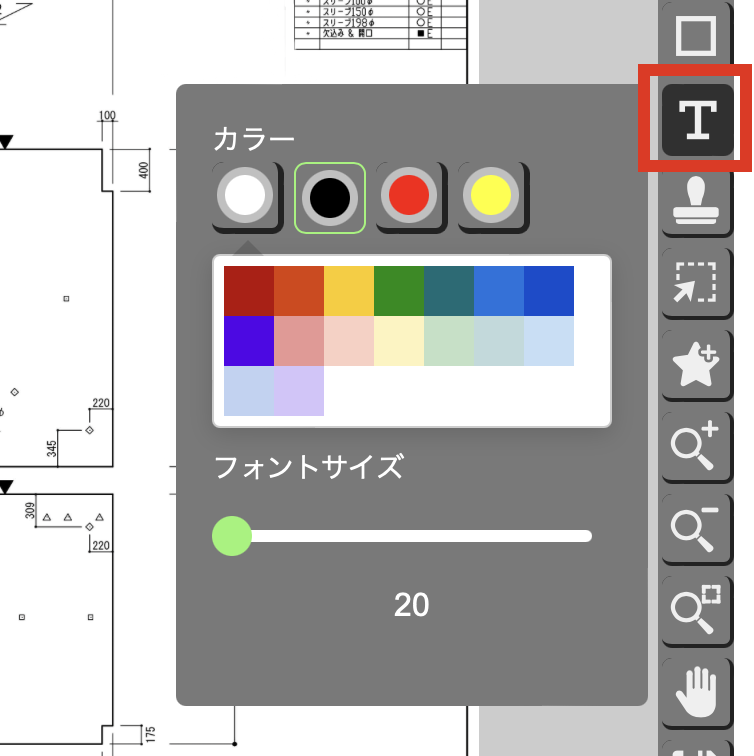 〃 スリーブ100φ ○ E
〃 スリーブ150φ ○ E
〃 スリーブ198φ ○ E
〃 欠込み & 開口 ■ E
100
400
カラー
T
220
345
フォントサイズ
309
220
20
175